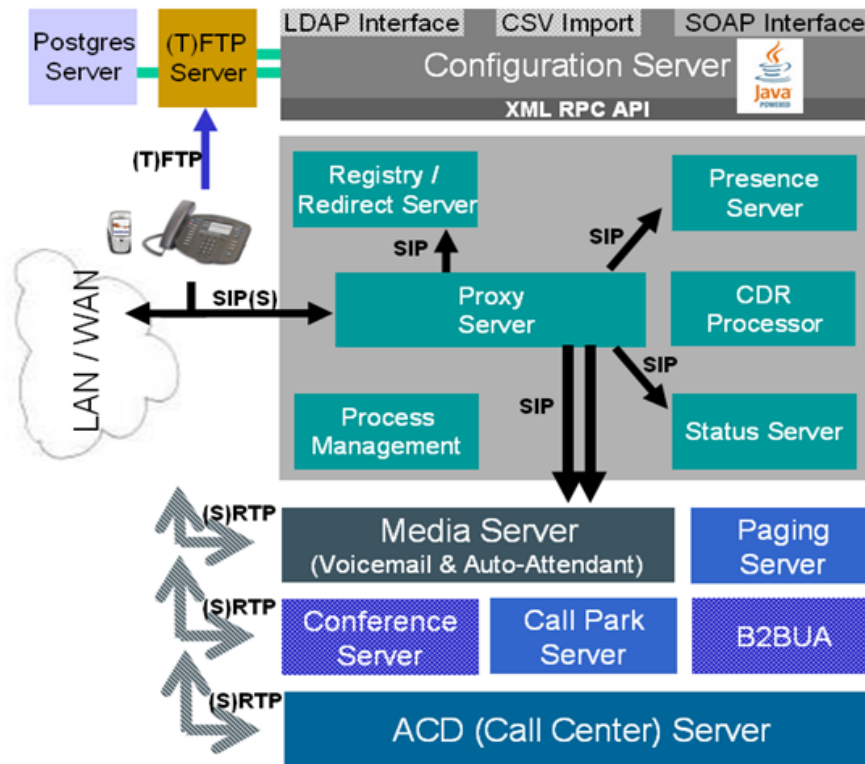 LDAP Interface
CSV Import
SOAP Interface
Postgres
Server
(T)FTP
Server
Configuration Server
Java
POWERED
XML RPC API
(T)FTP
Registry /
Redirect Server
Presence
Server
SIP
SIP
LAN / WAN
SIP(S)
Proxy
Server
CDR
Processor
SIP
SIP
Process
Management
Status Server
(S)RTP
Media Server
(Voicemail & Auto-Attendant)
Paging
Server
(S)RTP
Conference
Server
Call Park
Server
B2BUA
(S)RTP
ACD (Call Center) Server